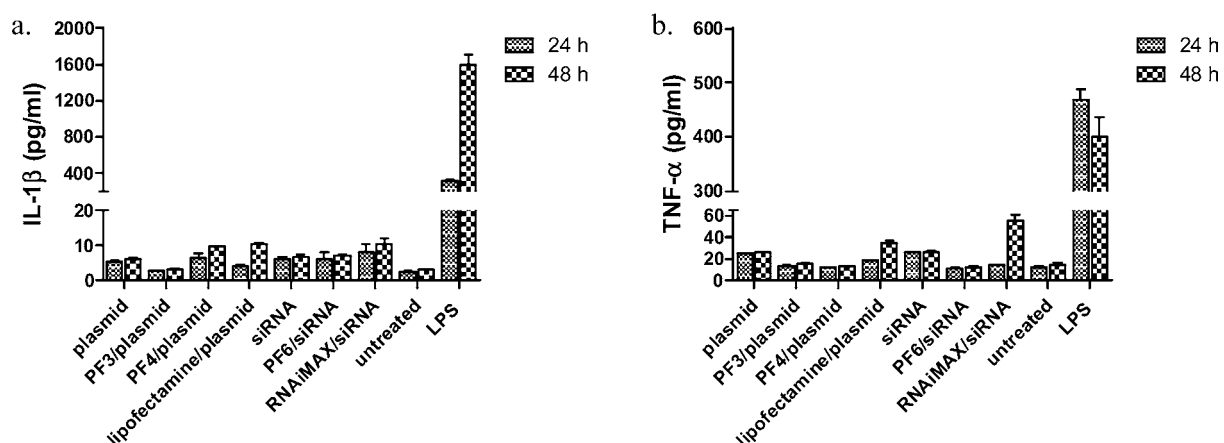 a.
IL-1β (pg/ml)
2000
1600
1200
800
400
20
10
0
24 h
48 h
plasmid
PF3/plasmid
PF4/plasmid
lipofectamine/plasmid
siRNA
PF6/siRNA
RNAiMAX/siRNA
untreated
LPS
b.
TNF-α (pg/ml)
600
500
400
300
60
40
20
0
24 h
48 h
plasmid
PF3/plasmid
PF4/plasmid
lipofectamine/plasmid
siRNA
PF6/siRNA
RNAiMAX/siRNA
untreated
LPS